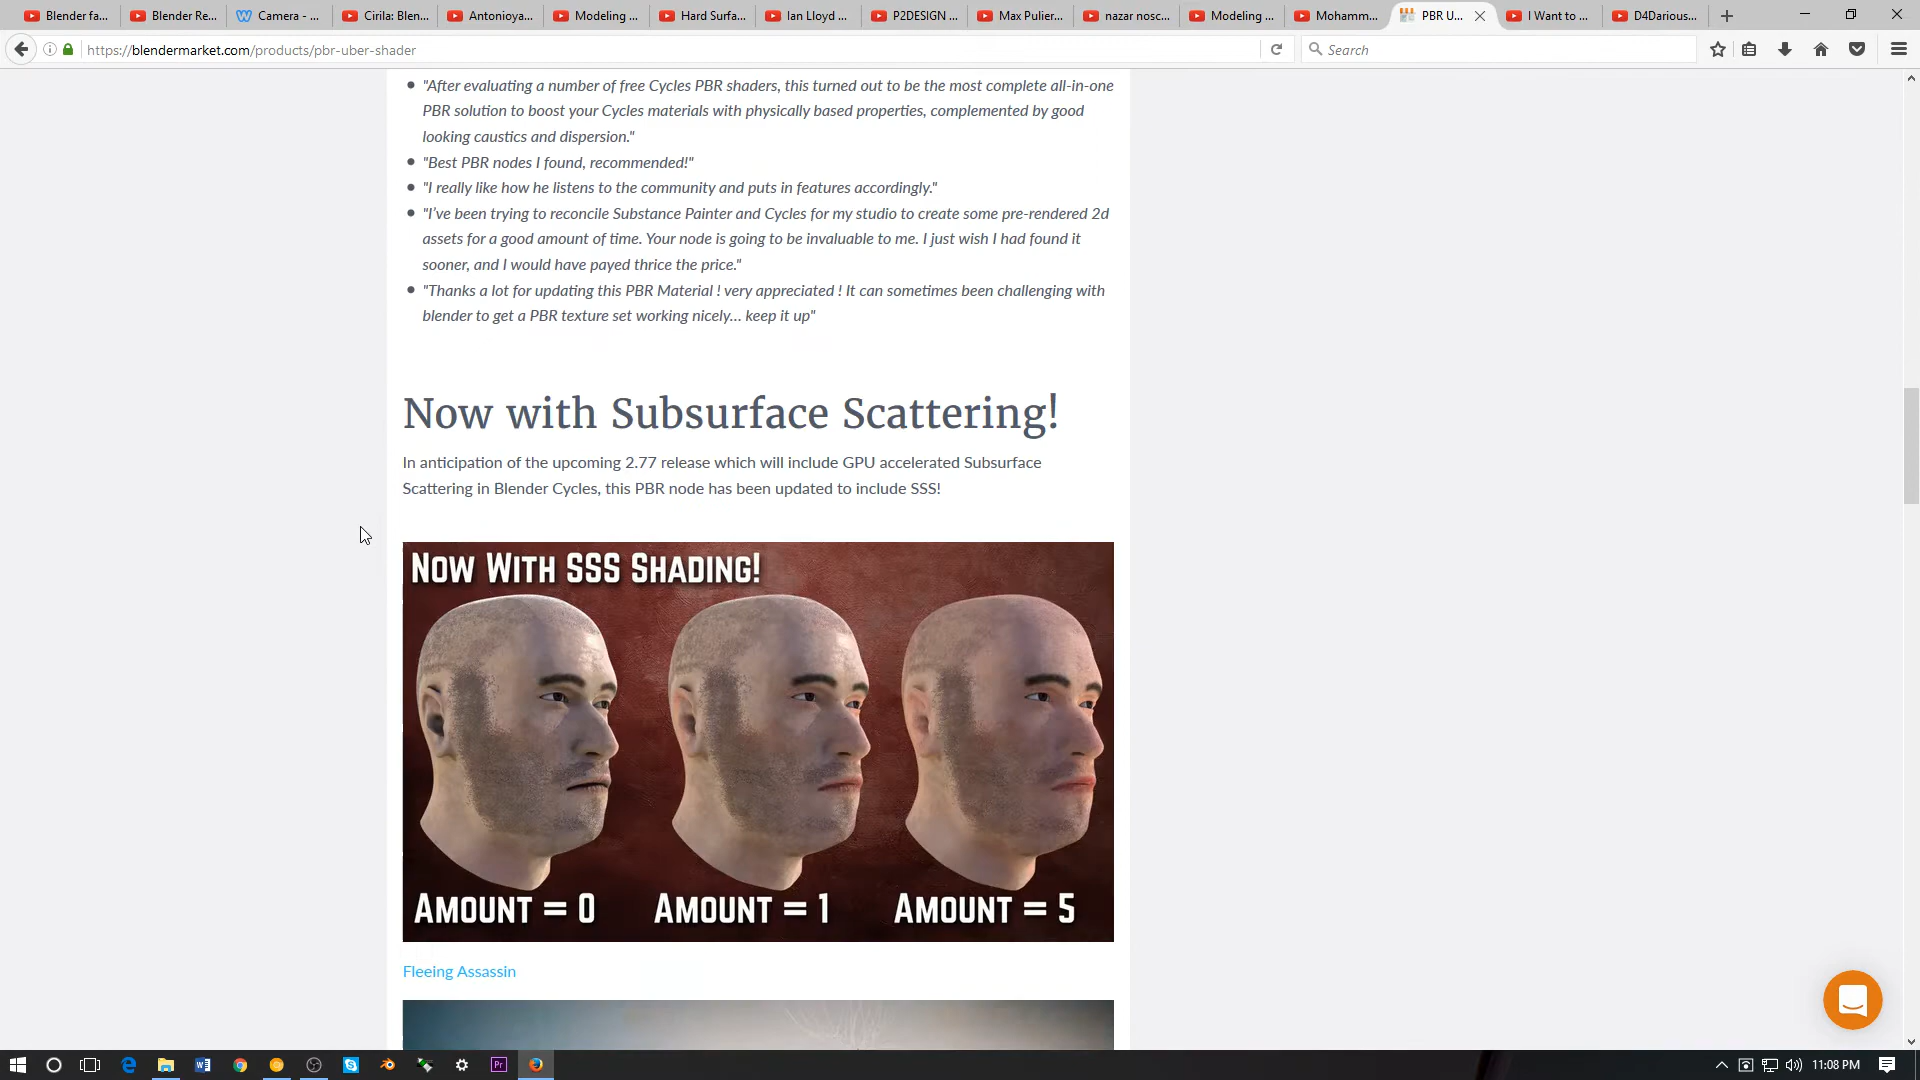 Blender fa...
Blender Re...
Camera - ...
Cirila: Blen...
Antonioya...
Modeling ...
Hard Surfa...
Ian Lloyd ...
P2DESIGN ...
Max Pulier...
nazar nosc...
Modeling ...
Mohamm...
PBR U...
I Want to ...
D4Darious...
https://blendermarket.com/products/pbr-uber-shader
Search
"After evaluating a number of free Cycles PBR shaders, this turned out to be the most complete all-in-one
PBR solution to boost your Cycles materials with physically based properties, complemented by good
looking caustics and dispersion."
"Best PBR nodes I found, recommended!"
"I really like how he listens to the community and puts in features accordingly."
"I've been trying to reconcile Substance Painter and Cycles for my studio to create some pre-rendered 2d
assets for a good amount of time. Your node is going to be invaluable to me. I just wish I had found it
sooner, and I would have payed thrice the price."
"Thanks a lot for updating this PBR Material ! very appreciated ! It can sometimes been challenging with
blender to get a PBR texture set working nicely... keep it up"
Now with Subsurface Scattering!
In anticipation of the upcoming 2.77 release which will include GPU accelerated Subsurface
Scattering in Blender Cycles, this PBR node has been updated to include SSS!
NOW WITH SSS SHADING!
AMOUNT = 0
AMOUNT = 1
AMOUNT = 5
Fleeing Assassin
11:08 PM